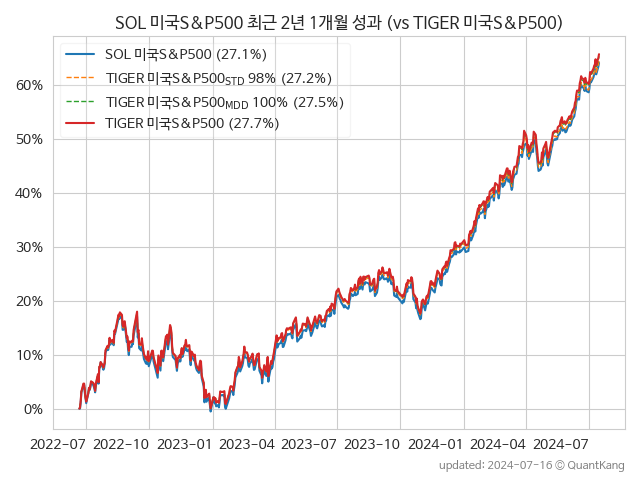 SOL 미국S&P500 최근 2년 1개월 성과 (vs TIGER 미국S&P500)
SOL 미국S&P500 (27.1%)
TIGER 미국S&P500STD 98% (27.2%)
TIGER 미국S&P500MDD 100% (27.5%)
TIGER 미국S&P500 (27.7%)
60%
50%
40%
30%
20%
10%
0%
2022-07 2022-10 2023-01 2023-04 2023-07 2023-10 2024-01 2024-04 2024-07
updated: 2024-07-16 © QuantKang